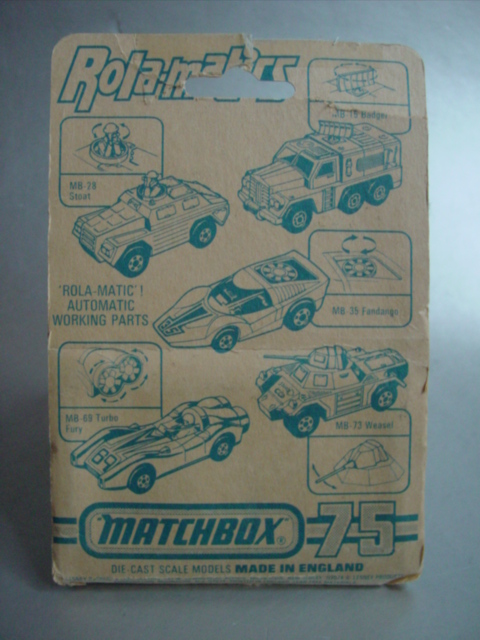 Rola-matics
MB-16 Badger
MB-28
Stoat
'ROLA-MATIC'!
AUTOMATIC
WORKING PARTS
MB 35 Fandango
MB-69 Turbo
Fury
MB-73 Weasel
69
MATCHBOX ®
75
DIE-CAST SCALE MODELS MADE IN ENGLAND